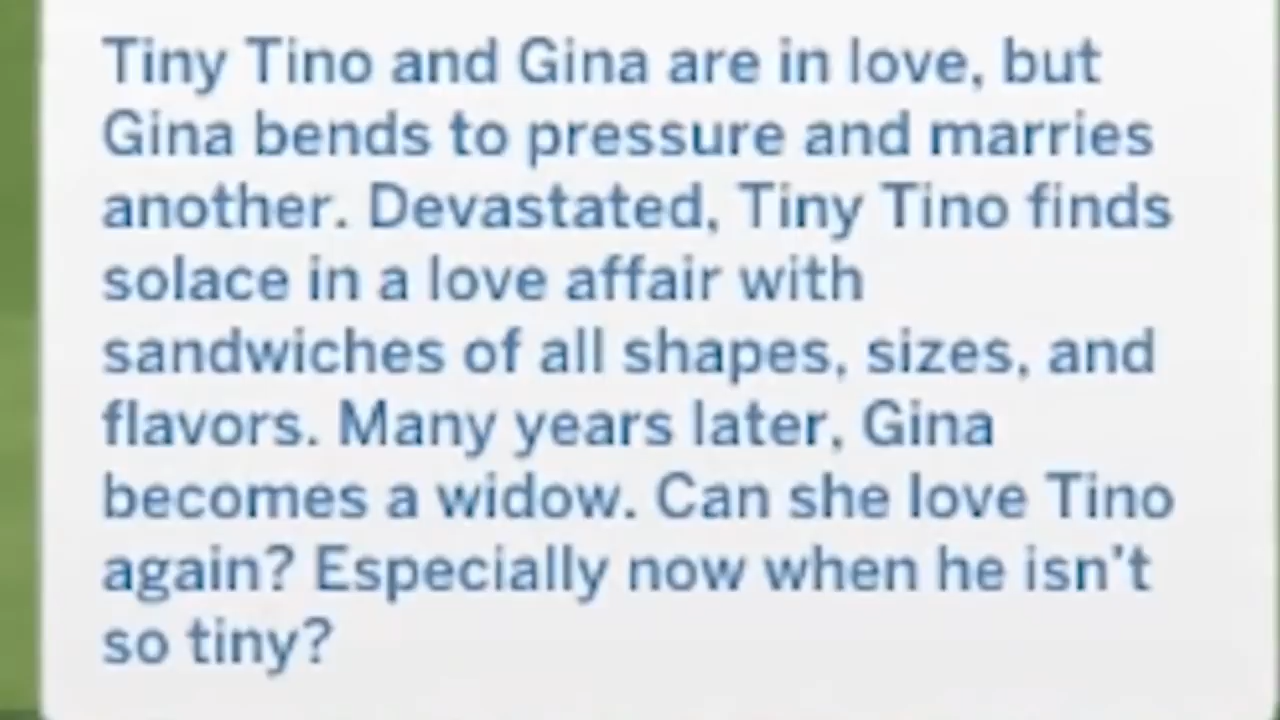 Tiny Tino and Gina are in love, but
Gina bends to pressure and marries
another. Devastated, Tiny Tino finds
solace in a love affair with
sandwiches of all shapes, sizes, and
flavors. Many years later, Gina
becomes a widow. Can she love Tino
again? Especially now when he isn't
so tiny?